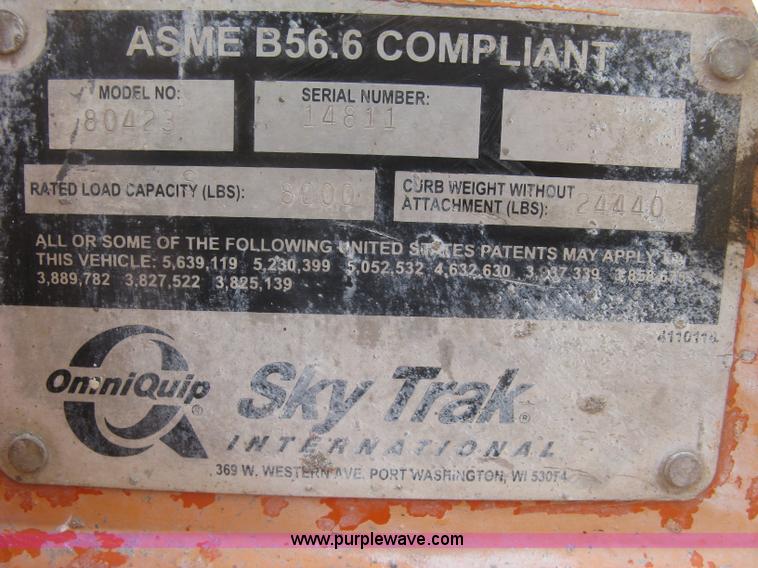 ASME B56.6 COMPLIANT
MODEL NO:
80423
SERIAL NUMBER:
14811
RATED LOAD CAPACITY (LBS): 8000
CURB WEIGHT WITHOUT
ATTACHMENT (LBS): 24440
ALL OR SOME OF THE FOLLOWING UNITED STATES PATENTS MAY APPLY TO
THIS VEHICLE: 5,639,119 5,230,399 5,052,532 4,632,630
3,889,782 3,827,522 3,825,139
4110114
OmniQuip®
Sky Trak®
INTERNATIONAL
369 W. WESTERN AVE. PORT WASHINGTON, WI 53074
www.purplewave.com